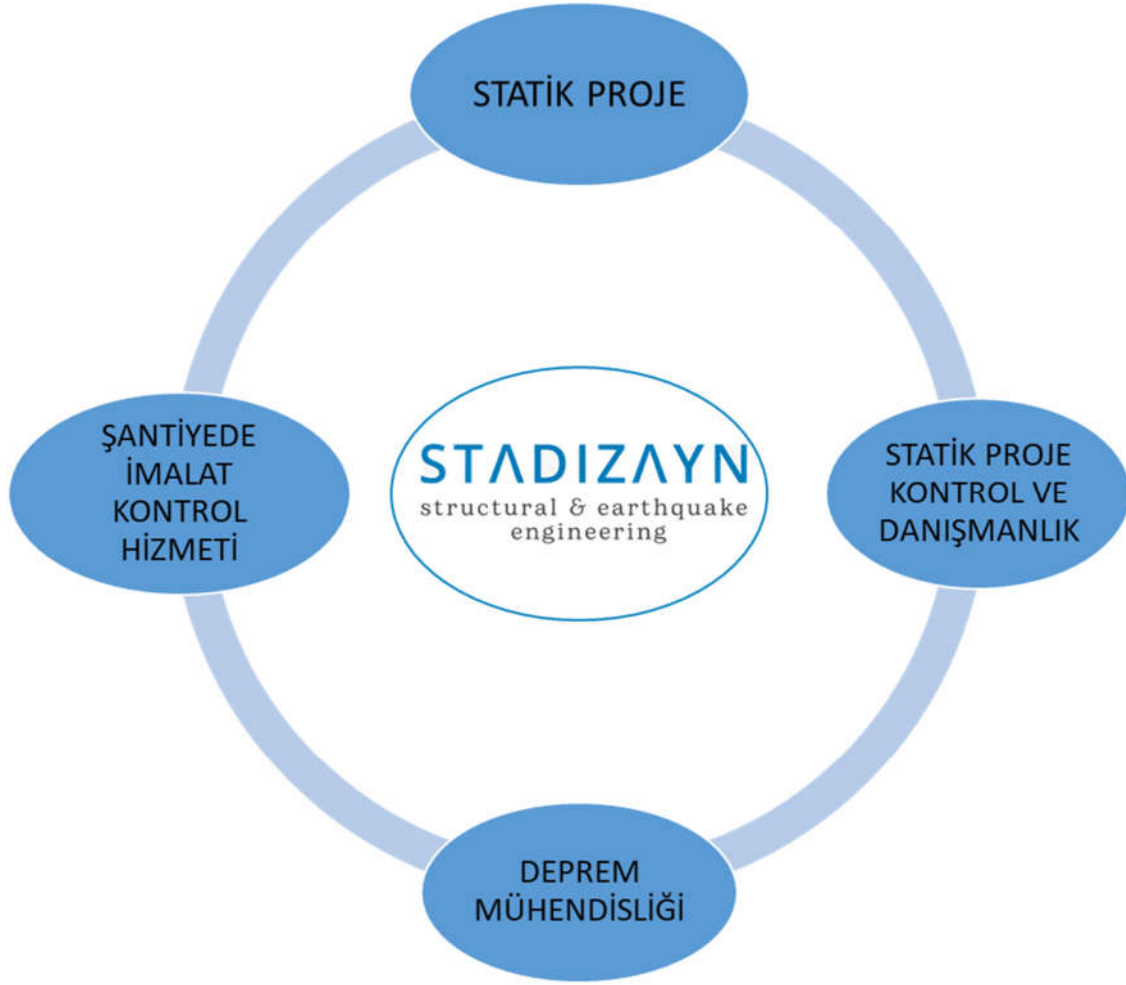 STATİK PROJE
ŞANTİYEDE
İMALAT
KONTROL
HİZMETİ
STADIZAYN
structural & earthquake
engineering
STATİK PROJE
KONTROL VE
DANIŞMANLIK
DEPREM
MÜHENDİSLİĞİ